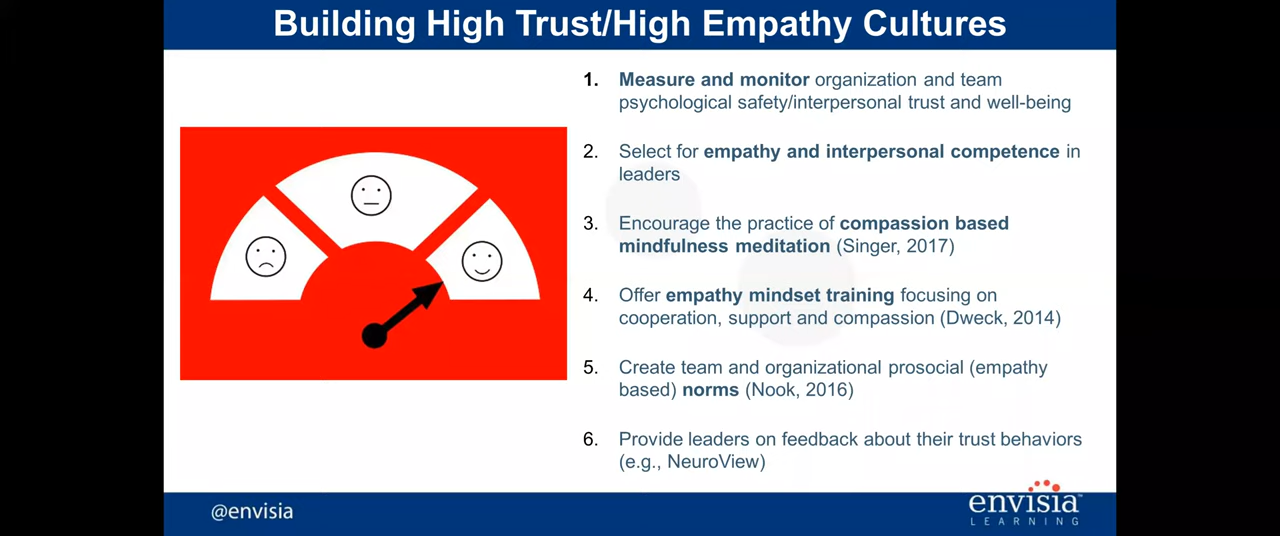 Building High Trust/High Empathy Cultures
1. Measure and monitor organization and team
psychological safety/interpersonal trust and well-being
2. Select for empathy and interpersonal competence in
leaders
3. Encourage the practice of compassion based
mindfulness meditation (Singer, 2017)
4. Offer empathy mindset training focusing on
cooperation, support and compassion (Dweck, 2014)
5. Create team and organizational prosocial (empathy
based) norms (Nook, 2016)
6. Provide leaders on feedback about their trust behaviors
(e.g., NeuroView)
@envisia
envisia™
LEARNING